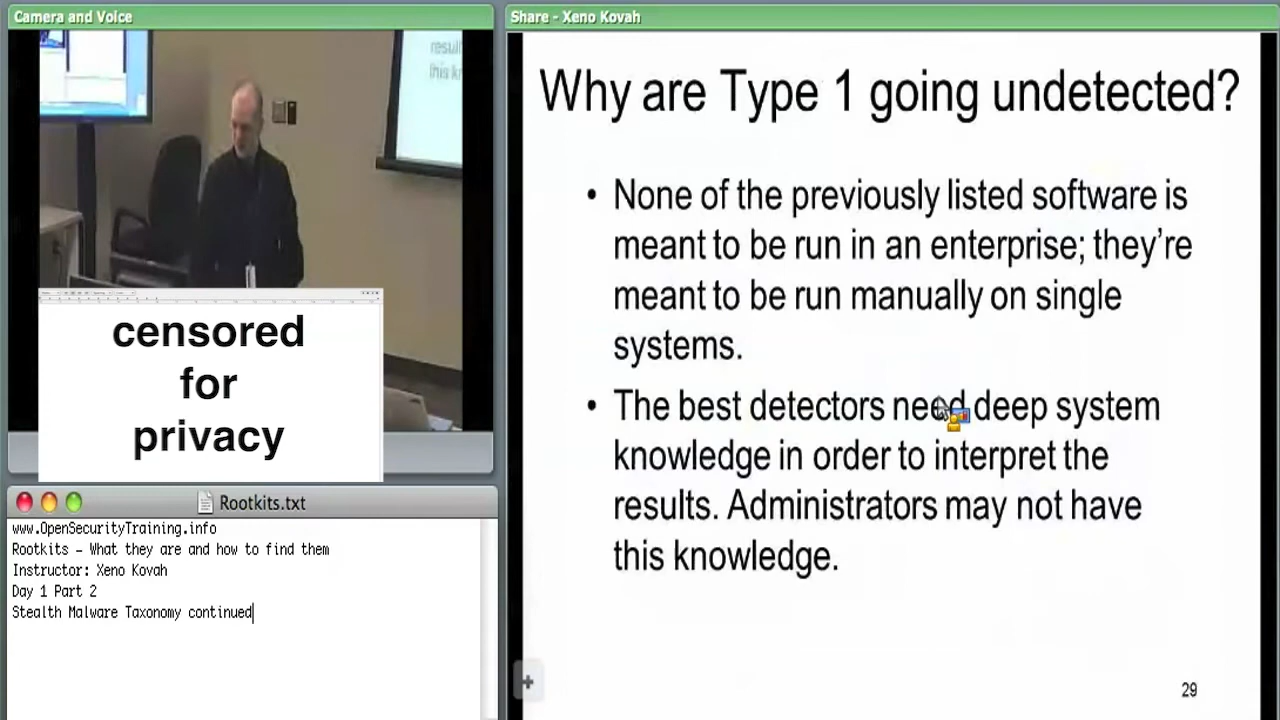 Camera and Voice
censored
for
privacy
Rootkits.txt
www.OpenSecurityTraining.info
Rootkits – What they are and how to find them
Instructor: Xeno Kovah
Day 1 Part 2
Stealth Malware Taxonomy continued
Share - Xeno Kovah
Why are Type 1 going undetected?
• None of the previously listed software is
meant to be run in an enterprise; they're
meant to be run manually on single
systems.
• The best detectors need deep system
knowledge in order to interpret the
results. Administrators may not have
this knowledge.
29